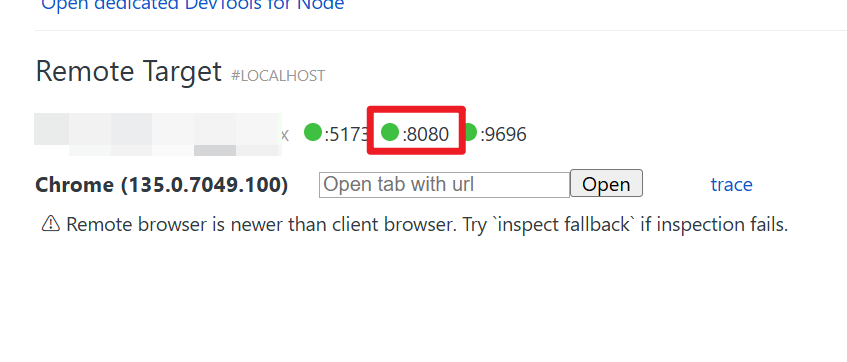 Open dedicated DevTools for Node
Remote Target #LOCALHOST
x :5173 :8080 :9696
Chrome (135.0.7049.100) Open tab with url Open trace
⚠ Remote browser is newer than client browser. Try `inspect fallback` if inspection fails.